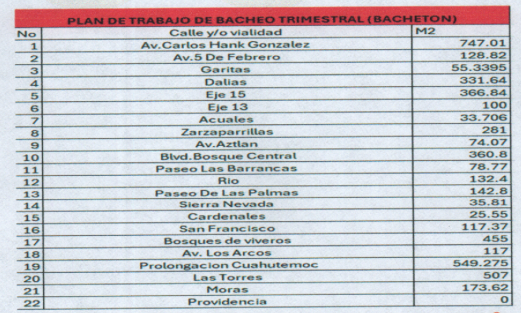 PLAN DE TRABAJO DE BACHEO TRIMESTRAL (BACHETON)
No Calle y/o vialidad M2
1 Av.Carlos Hank Gonzalez 747.01
2 Av.5 De Febrero 128.82
3 Garitas 55.3395
4 Dalias 331.64
5 Eje 15 366.84
6 Eje 13 100
7 Acuales 33.706
8 Zarzaparrillas 281
9 Av.Aztlan 74.07
10 Blvd.Bosque Central 360.8
11 Paseo Las Barrancas 78.77
12 Rio 132.4
13 Paseo De Las Palmas 142.8
14 Sierra Nevada 35.81
15 Cardenales 25.55
16 San Francisco 117.37
17 Bosques de viveros 455
18 Av. Los Arcos 117
19 Prolongacion Cuahutemoc 549.275
20 Las Torres 507
21 Moras 173.62
22 Providencia 0